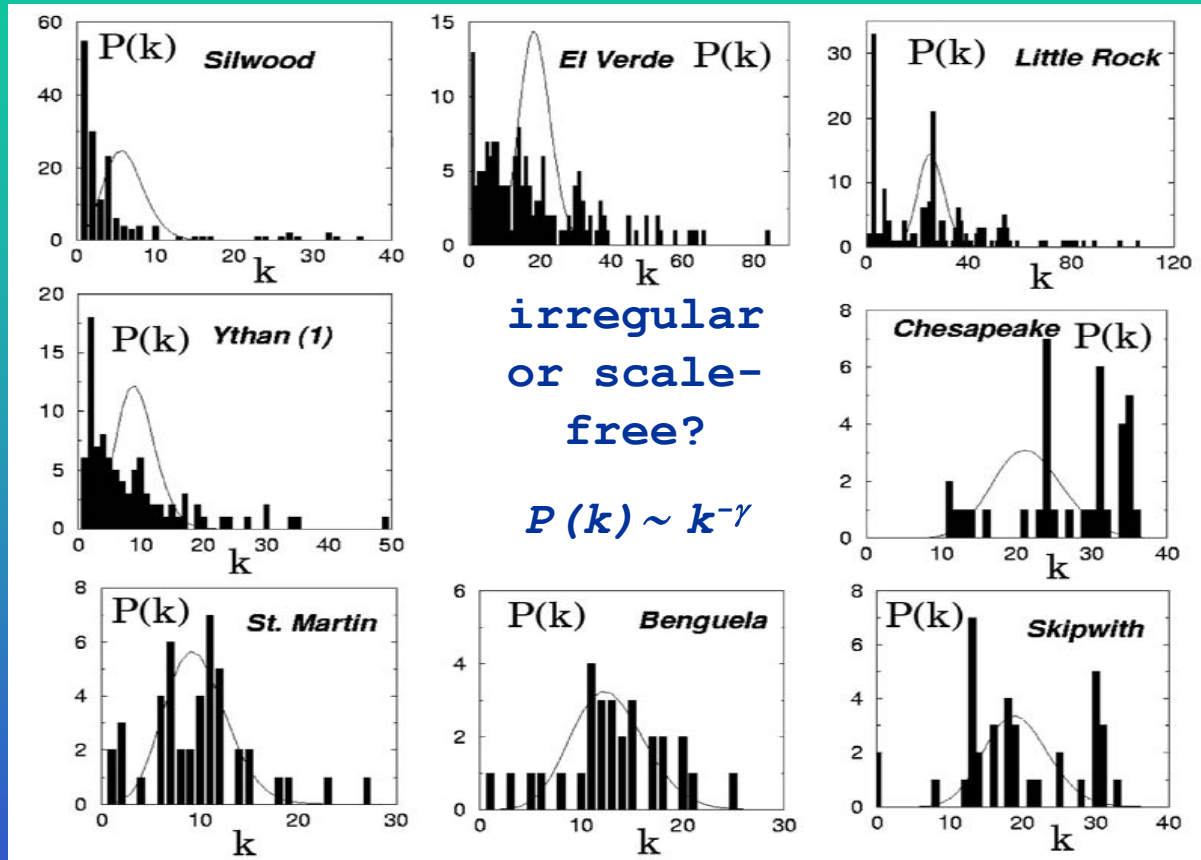 60
40
20
0
0 10 20 30 40
P(k)
Silwood
k
15
10
5
0
0 20 40 60 80
El Verde
P(k)
k
30
20
10
0
0 40 80 120
P(k)
Little Rock
k
20
15
10
5
0
0 10 20 30 40 50
P(k)
Ythan (1)
k
irregular
or scale-
free?
P(k) ~ k^-γ
8
6
4
2
0
0 10 20 30 40
Chesapeake
P(k)
k
8
6
4
2
0
0 10 20 30
P(k)
St. Martin
k
6
4
2
0
0 10 20 30
P(k)
Benguela
k
8
6
4
2
0
0 10 20 30 40
P(k)
Skipwith
k